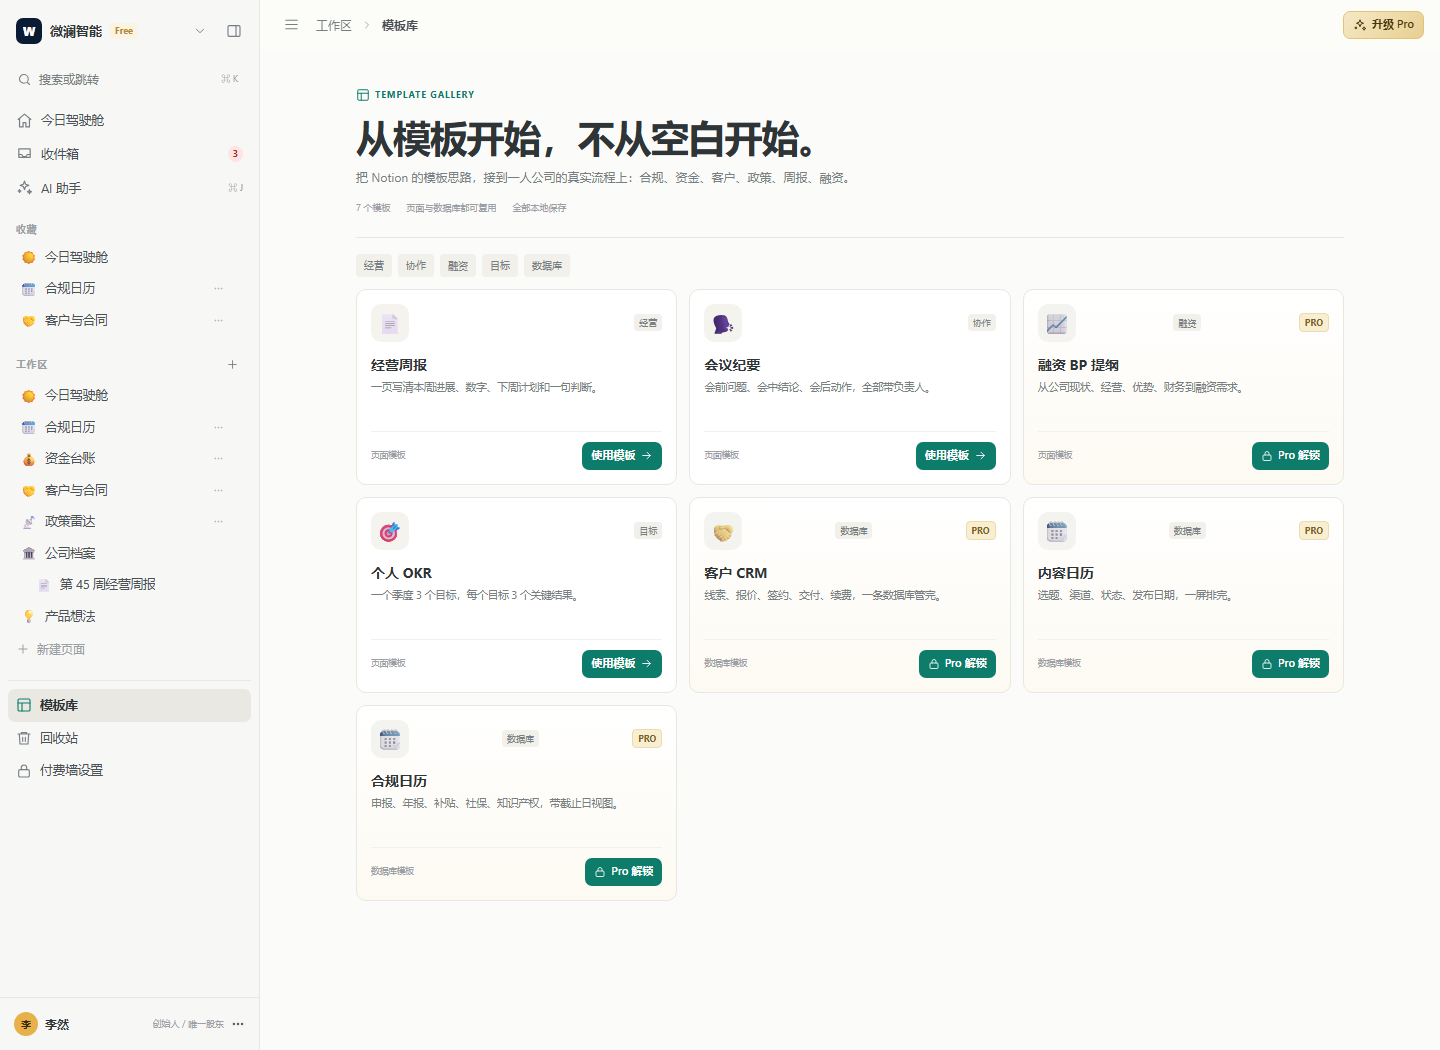 W 微澜智能 Free
搜索或跳转 ⌘K
今日驾驶舱
收件箱 3
AI 助手 ⌘J
收藏
今日驾驶舱
合规日历 ···
客户与合同 ···
工作区 +
今日驾驶舱
合规日历 ···
资金台账 ···
客户与合同 ···
政策雷达 ···
公司档案
第 45 周经营周报
产品想法
+ 新建页面
模板库
回收站
付费墙设置
李 李然 创始人 / 唯一股东 ···
工作区 > 模板库
升级 Pro
TEMPLATE GALLERY
从模板开始，不从空白开始。
把 Notion 的模板思路，接到一人公司的真实流程上：合规、资金、客户、政策、周报、融资。
7 个模板 页面与数据库都可复用 全部本地保存
经营 协作 融资 目标 数据库
经营
经营周报
一页写清本周进展、数字、下周计划和一句判断。
页面模板 使用模板 →
协作
会议纪要
会前问题、会中结论、会后动作，全部带负责人。
页面模板 使用模板 →
融资 PRO
融资 BP 提纲
从公司现状、经营、优势、财务到融资需求。
页面模板 Pro 解锁
目标
个人 OKR
一个季度 3 个目标，每个目标 3 个关键结果。
页面模板 使用模板 →
数据库 PRO
客户 CRM
线索、报价、签约、交付、续费，一条数据库管完。
数据库模板 Pro 解锁
数据库 PRO
内容日历
选题、渠道、状态、发布日期，一屏排完。
数据库模板 Pro 解锁
数据库 PRO
合规日历
申报、年报、补贴、社保、知识产权，带截止日视图。
数据库模板 Pro 解锁